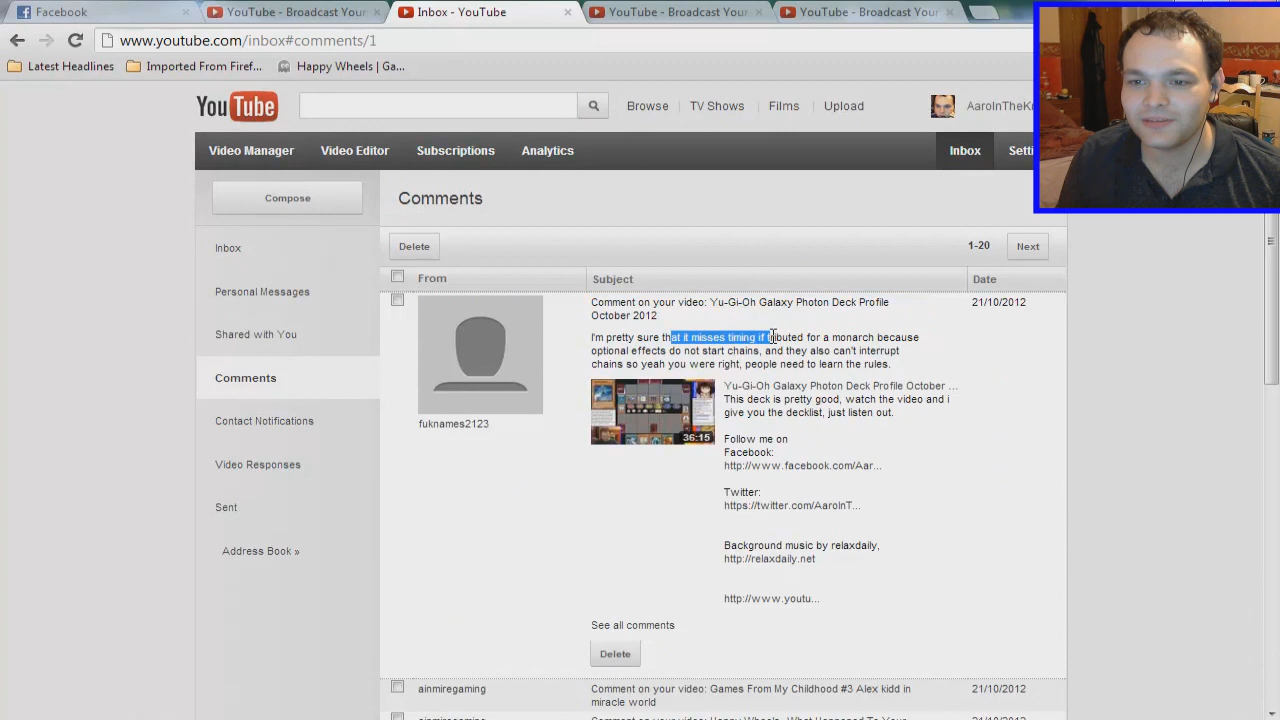 Facebook
YouTube - Broadcast Your
Inbox - YouTube
YouTube - Broadcast Your
YouTube - Broadcast Your
www.youtube.com/inbox#comments/1
Latest Headlines
Imported From Firef...
Happy Wheels | Ga...
YouTube
Browse
TV Shows
Films
Upload
AaroInTheKn
Video Manager
Video Editor
Subscriptions
Analytics
Inbox
Setti
Compose
Comments
Inbox
Personal Messages
Shared with You
Comments
Contact Notifications
Video Responses
Sent
Address Book »
Delete
1-20
Next
From
Subject
Date
Comment on your video: Yu-Gi-Oh Galaxy Photon Deck Profile
October 2012
21/10/2012
I'm pretty sure that it misses timing if tributed for a monarch because
optional effects do not start chains, and they also can't interrupt
chains so yeah you were right, people need to learn the rules.
fuknames2123
36:15
Yu-Gi-Oh Galaxy Photon Deck Profile October ...
This deck is pretty good, watch the video and i
give you the decklist, just listen out.
Follow me on
Facebook:
http://www.facebook.com/Aar...
Twitter:
https://twitter.com/AaroInT...
Background music by relaxdaily,
http://relaxdaily.net
http://www.youtu...
See all comments
Delete
ainmiregaming
Comment on your video: Games From My Childhood #3 Alex kidd in
miracle world
21/10/2012